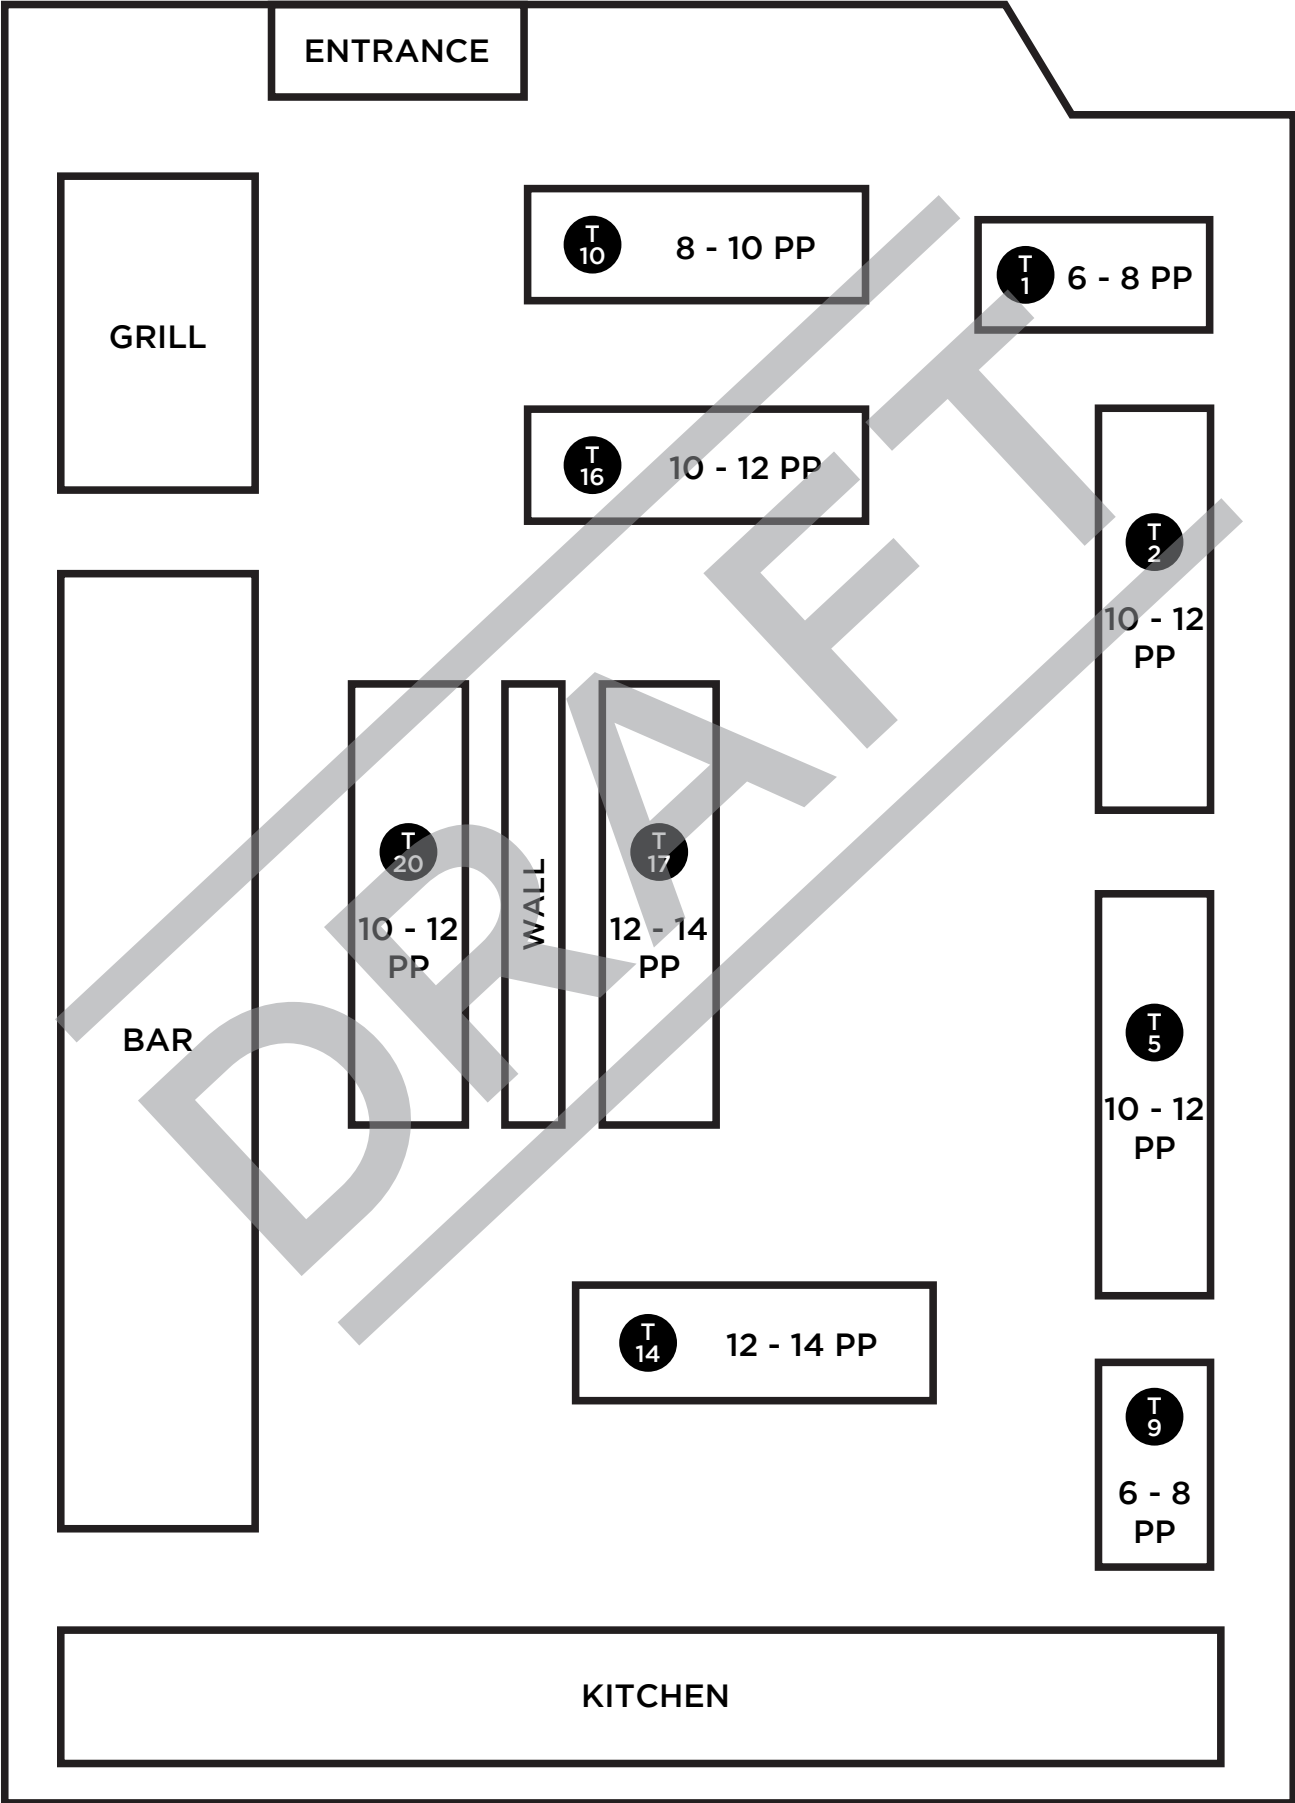 ENTRANCE
T
10
8 - 10 PP
T
1
6 - 8 PP
GRILL
T
16
10 - 12 PP
T
2
10 - 12
PP
T
20
10 - 12
PP
WALL
T
17
12 - 14
PP
BAR
T
5
10 - 12
PP
DRAFT
T
14
12 - 14 PP
T
9
6 - 8
PP
KITCHEN